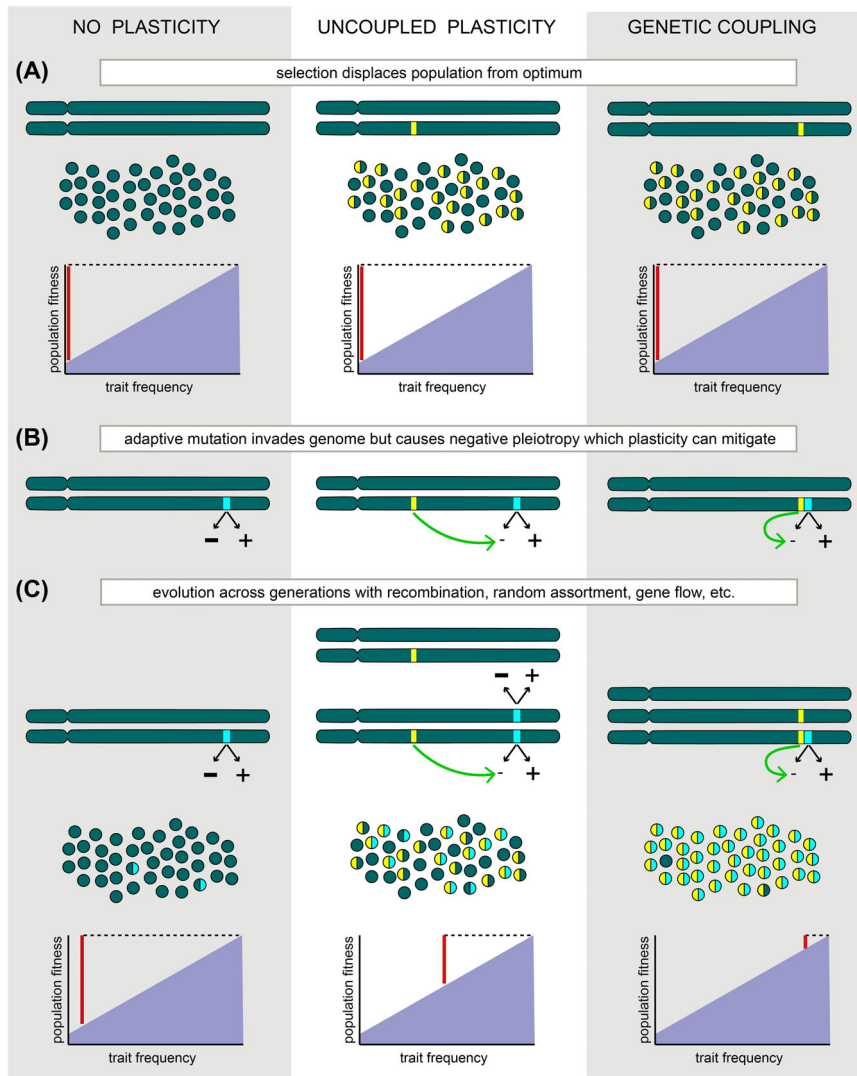 NO PLASTICITY
UNCOUPLED PLASTICITY
GENETIC COUPLING
(A)
selection displaces population from optimum
population fitness
trait frequency
population fitness
trait frequency
population fitness
trait frequency
(B)
adaptive mutation invades genome but causes negative pleiotropy which plasticity can mitigate
- +
- +
- +
(C)
evolution across generations with recombination, random assortment, gene flow, etc.
- +
- +
- +
- +
population fitness
trait frequency
population fitness
trait frequency
population fitness
trait frequency